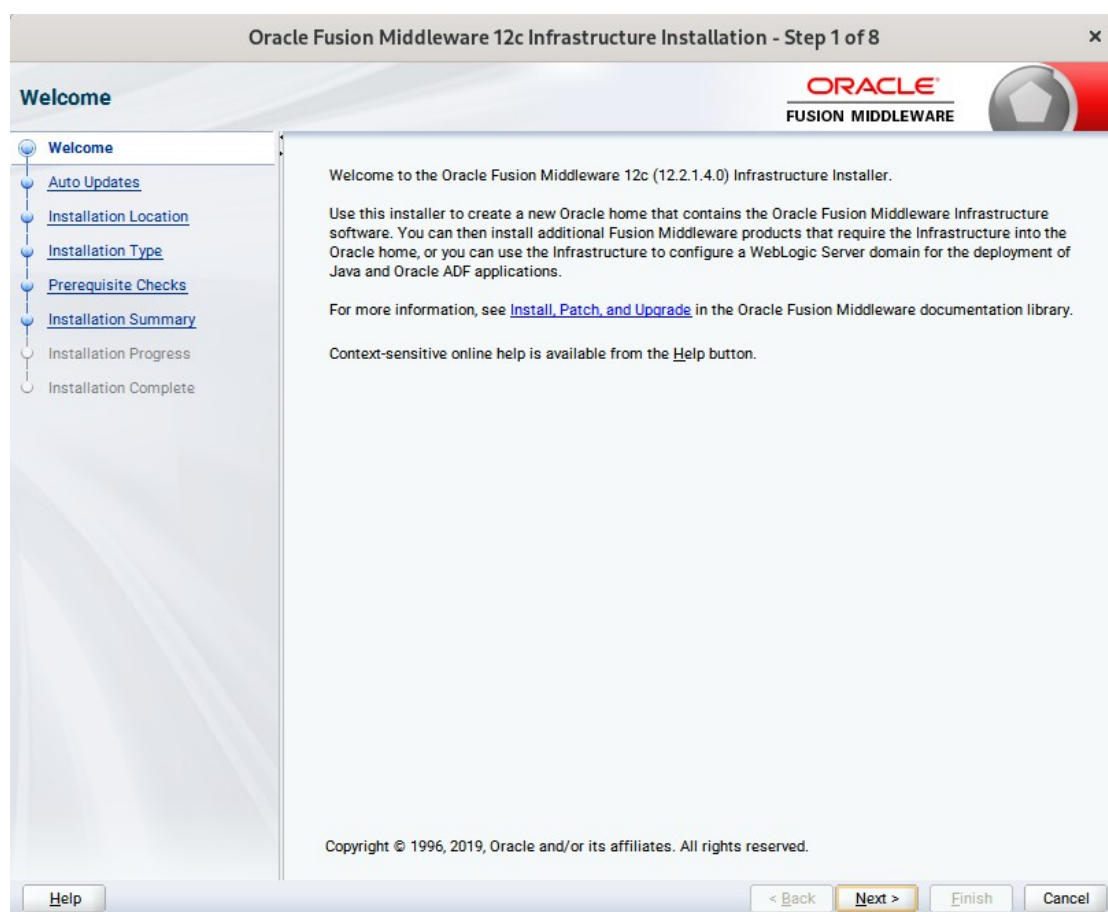 Oracle Fusion Middleware 12c Infrastructure Installation - Step 1 of 8
Welcome
ORACLE
FUSION MIDDLEWARE
Welcome
Auto Updates
Installation Location
Installation Type
Prerequisite Checks
Installation Summary
Installation Progress
Installation Complete
Welcome to the Oracle Fusion Middleware 12c (12.2.1.4.0) Infrastructure Installer.
Use this installer to create a new Oracle home that contains the Oracle Fusion Middleware Infrastructure
software. You can then install additional Fusion Middleware products that require the Infrastructure into the
Oracle home, or you can use the Infrastructure to configure a WebLogic Server domain for the deployment of
Java and Oracle ADF applications.
For more information, see Install, Patch, and Upgrade in the Oracle Fusion Middleware documentation library.
Context-sensitive online help is available from the Help button.
Copyright © 1996, 2019, Oracle and/or its affiliates. All rights reserved.
Help
< Back
Next >
Finish
Cancel